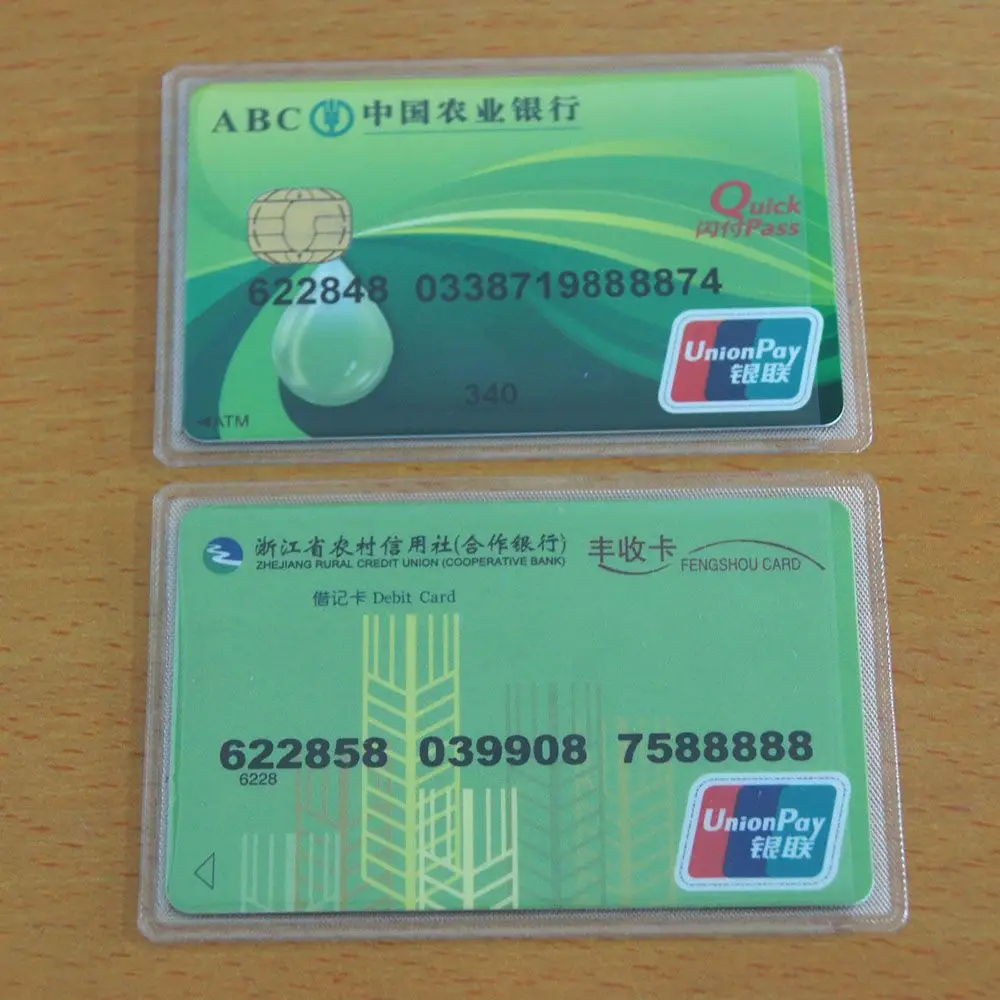 ABC 中国农业银行
Quick
闪付Pass
622848 0338719888874
UnionPay
银联
340
ATM
浙江省农村信用社(合作银行) 丰收卡
ZHEJIANG RURAL CREDIT UNION (COOPERATIVE BANK) FENGSHOU CARD
借记卡 Debit Card
622858 039908 7588888
6228
UnionPay
银联